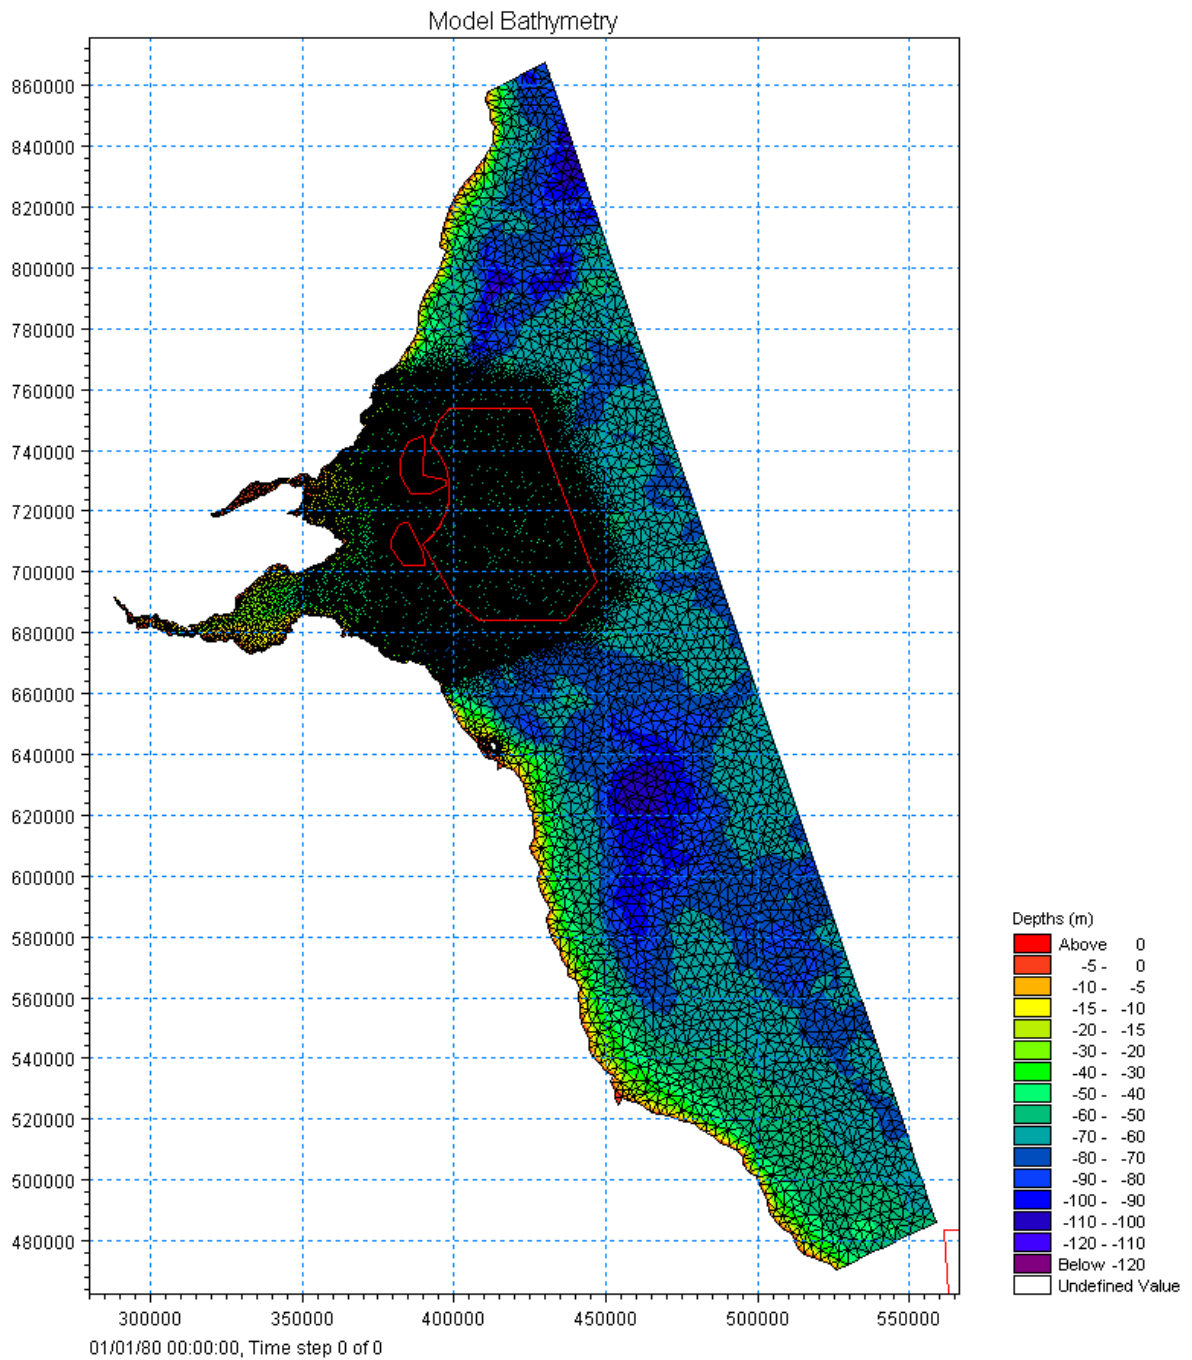 Model Bathymetry
860000
840000
820000
800000
780000
760000
740000
720000
700000
680000
660000
640000
620000
600000
580000
560000
540000
520000
500000
480000
300000 350000 400000 450000 500000 550000
01/01/80 00:00:00, Time step 0 of 0
Depths (m)
Above 0
-5 - 0
-10 - -5
-15 - -10
-20 - -15
-30 - -20
-40 - -30
-50 - -40
-60 - -50
-70 - -60
-80 - -70
-90 - -80
-100 - -90
-110 - -100
-120 - -110
Below -120
Undefined Value